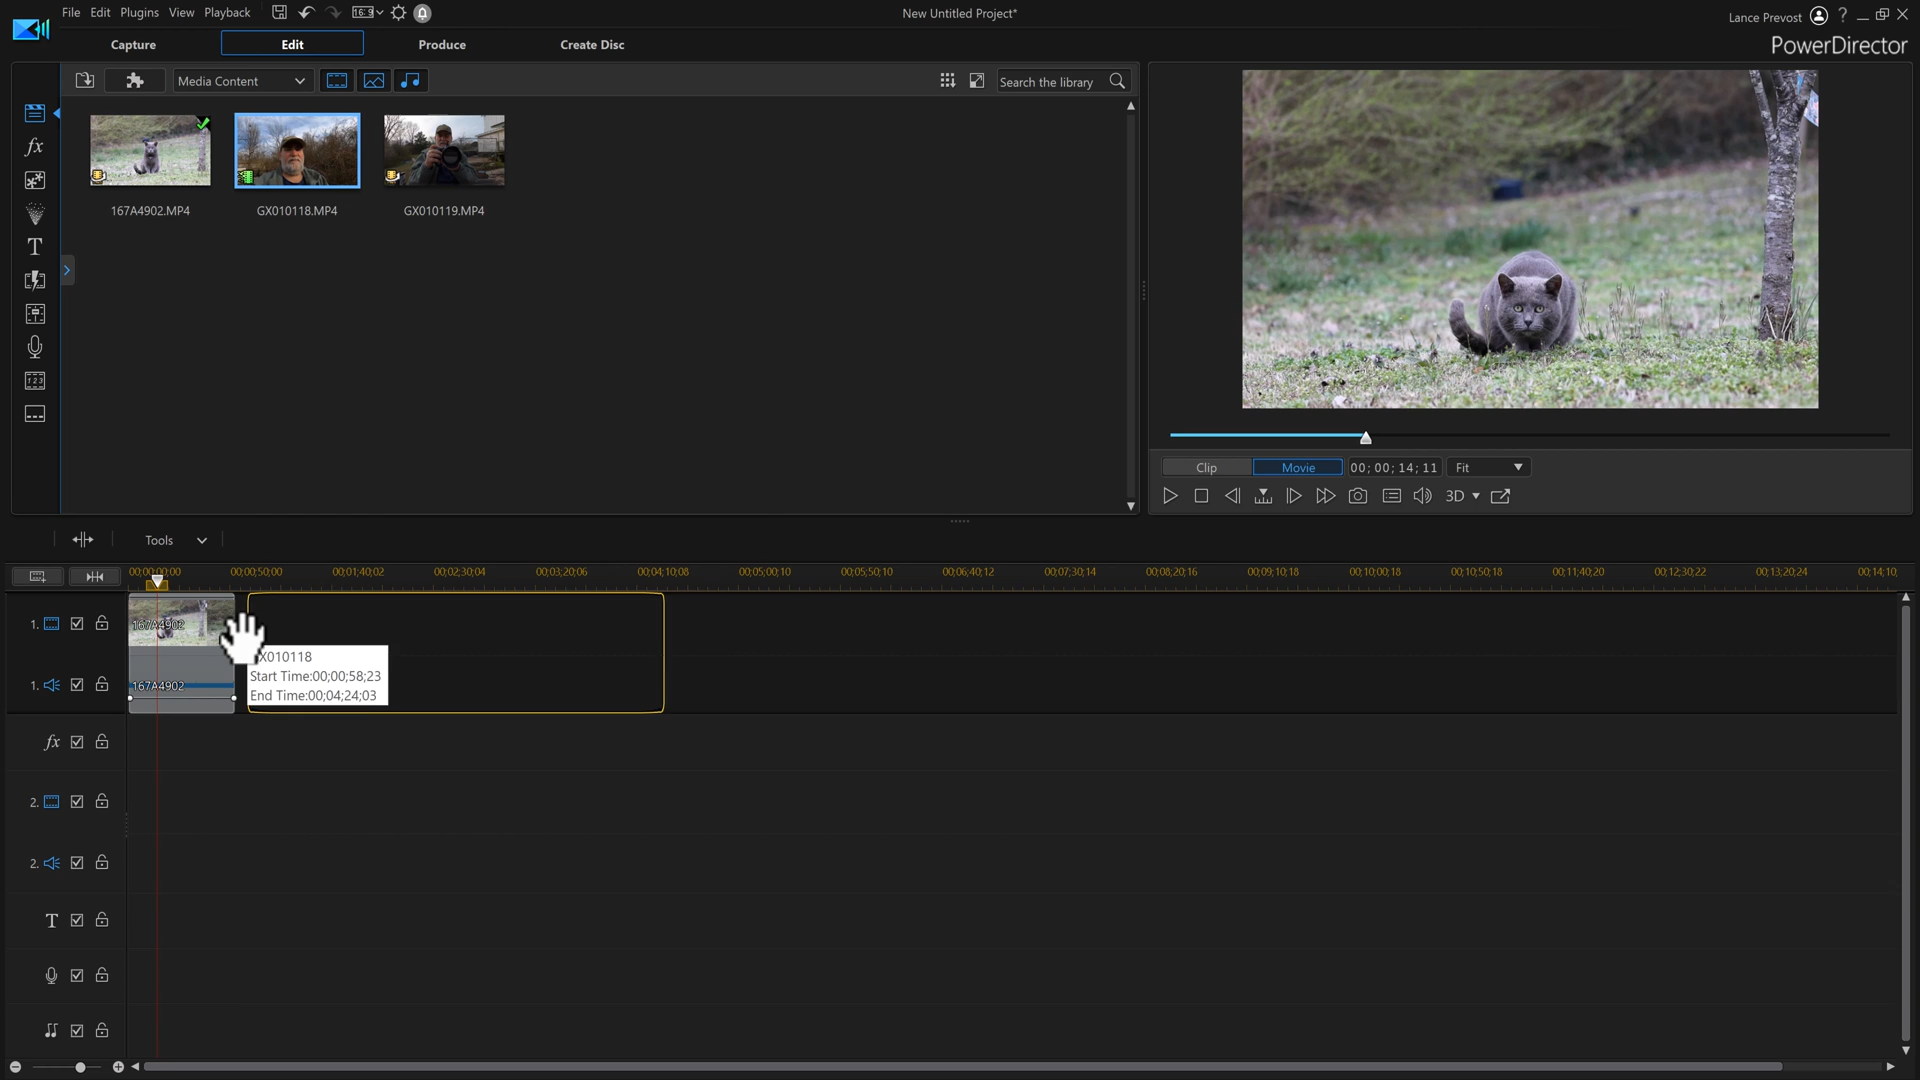 File Edit Plugins View Playback 16:9 New Untitled Project* Lance Prevost ?
Capture Edit Produce Create Disc PowerDirector
Media Content Search the library
167A4902.MP4 GX010118.MP4 GX010119.MP4
fx
T
123
Clip Movie 00; 00; 14; 11 Fit
3D
Tools
00;00;00;00 00;00;50;00 00;01;40;02 00;02;30;04 00;03;20;06 00;04;10;08 00;05;00;10 00;05;50;10 00;06;40;12 00;07;30;14 00;08;20;16 00;09;10;18 00;10;00;18 00;10;50;18 00;11;40;20 00;12;30;22 00;13;20;24 00;14;10;
1. 167A4902
X010118
Start Time:00;00;58;23
1. 167A4902
End Time:00;04;24;03
fx
2.
2.
T